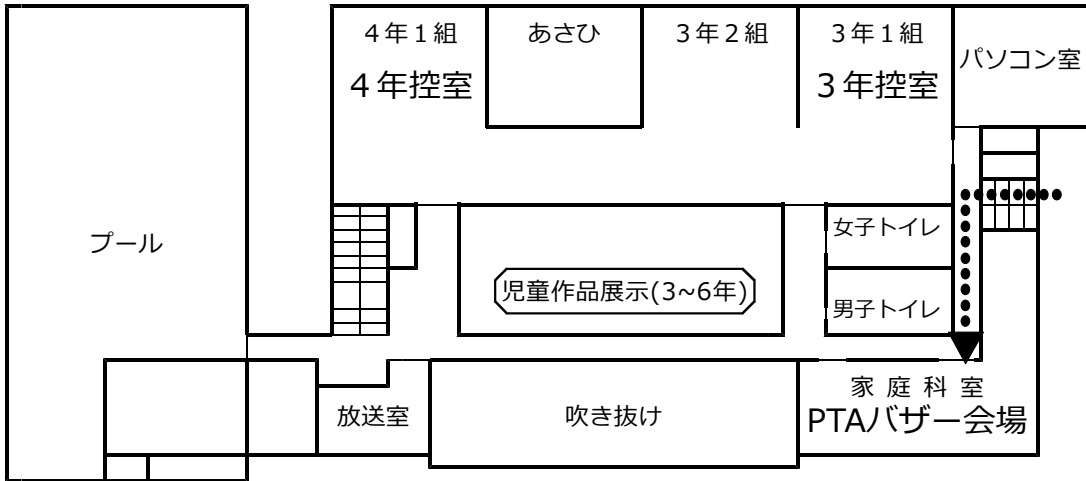 ４年１組
あさひ
３年２組
３年１組
４年控室
３年控室
パソコン室
プール
女子トイレ
児童作品展示(3~6年)
男子トイレ
家庭科室
放送室
吹き抜け
PTAバザー会場